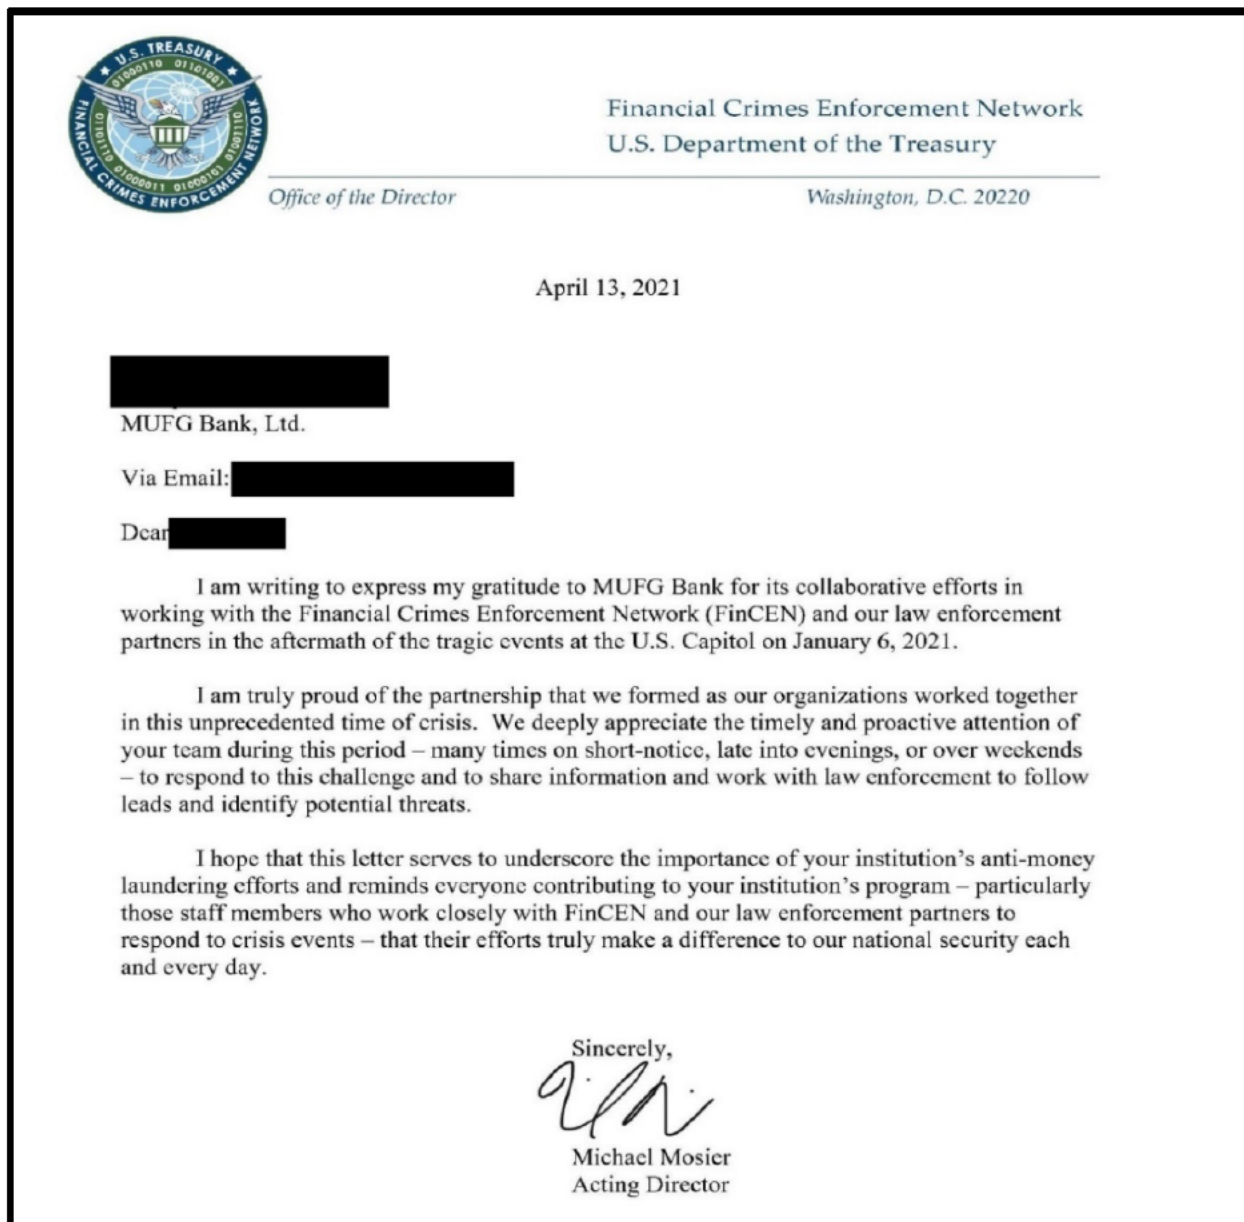 U.S. TREASURY
01000110 01101001
01101110
01000011 01000101 01001110
FINANCIAL CRIMES ENFORCEMENT NETWORK
Financial Crimes Enforcement Network
U.S. Department of the Treasury
Office of the Director
Washington, D.C. 20220
April 13, 2021
MUFG Bank, Ltd.
Via Email:
Dear
I am writing to express my gratitude to MUFG Bank for its collaborative efforts in
working with the Financial Crimes Enforcement Network (FinCEN) and our law enforcement
partners in the aftermath of the tragic events at the U.S. Capitol on January 6, 2021.
I am truly proud of the partnership that we formed as our organizations worked together
in this unprecedented time of crisis.  We deeply appreciate the timely and proactive attention of
your team during this period – many times on short-notice, late into evenings, or over weekends
– to respond to this challenge and to share information and work with law enforcement to follow
leads and identify potential threats.
I hope that this letter serves to underscore the importance of your institution’s anti-money
laundering efforts and reminds everyone contributing to your institution’s program – particularly
those staff members who work closely with FinCEN and our law enforcement partners to
respond to crisis events – that their efforts truly make a difference to our national security each
and every day.
Sincerely,
Michael Mosier
Acting Director